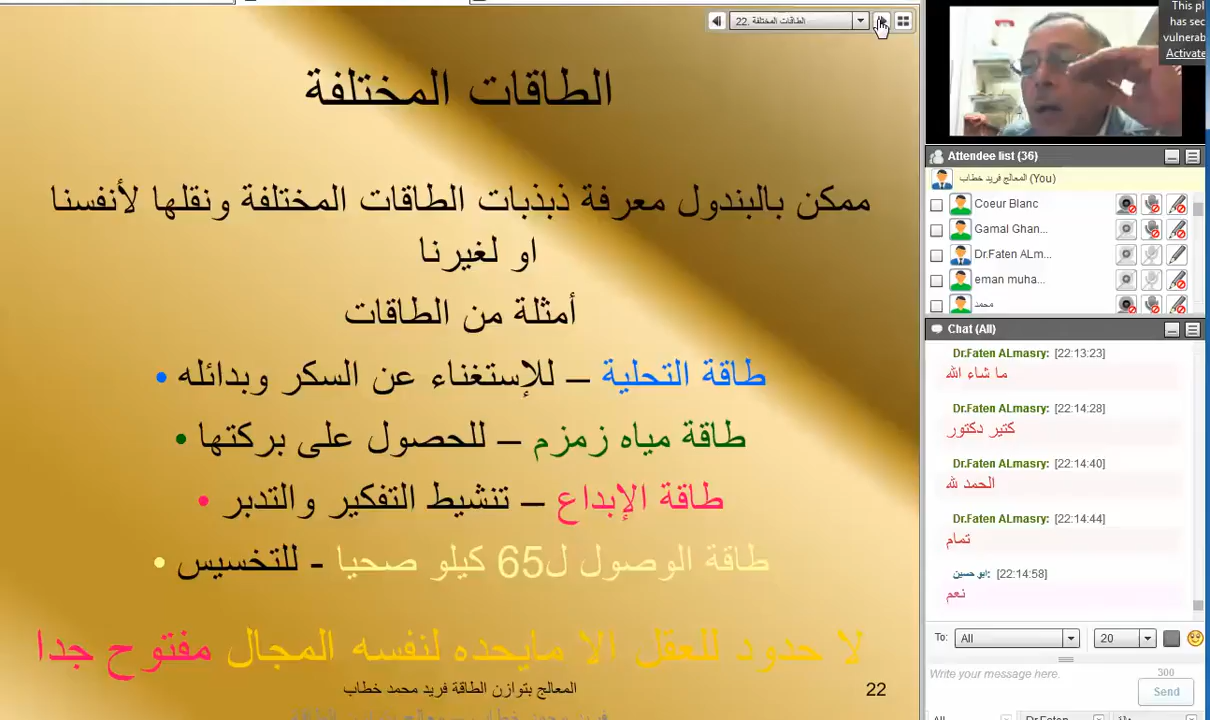 22. الطاقات المختلفة
الطاقات المختلفة
ممكن بالبندول معرفة ذبذبات الطاقات المختلفة ونقلها لأنفسنا
او لغيرنا
أمثلة من الطاقات
طاقة التحلية – للإستغناء عن السكر وبدائله •
طاقة مياه زمزم – للحصول على بركتها •
طاقة الإبداع – تنشيط التفكير والتدبر •
طاقة الوصول ل65 كيلو صحيا - للتخسيس •
لا حدود للعقل الا مايحده لنفسه المجال مفتوح جدا
المعالج بتوازن الطاقة فريد محمد خطاب
22
This pl
has sec
vulnerab
Activate
Attendee list (36)
المعالج فريد خطاب (You)
Coeur Blanc
Gamal Ghan...
Dr.Faten ALm...
eman muha...
محمد
Chat (All)
Dr.Faten ALmasry: [22:13:23]
ما شاء الله
Dr.Faten ALmasry: [22:14:28]
كتير دكتور
Dr.Faten ALmasry: [22:14:40]
الحمد لله
Dr.Faten ALmasry: [22:14:44]
تمام
ابو حسين: [22:14:58]
نعم
To: All 20
Write your message here. 300
Send
All Dr.Faten